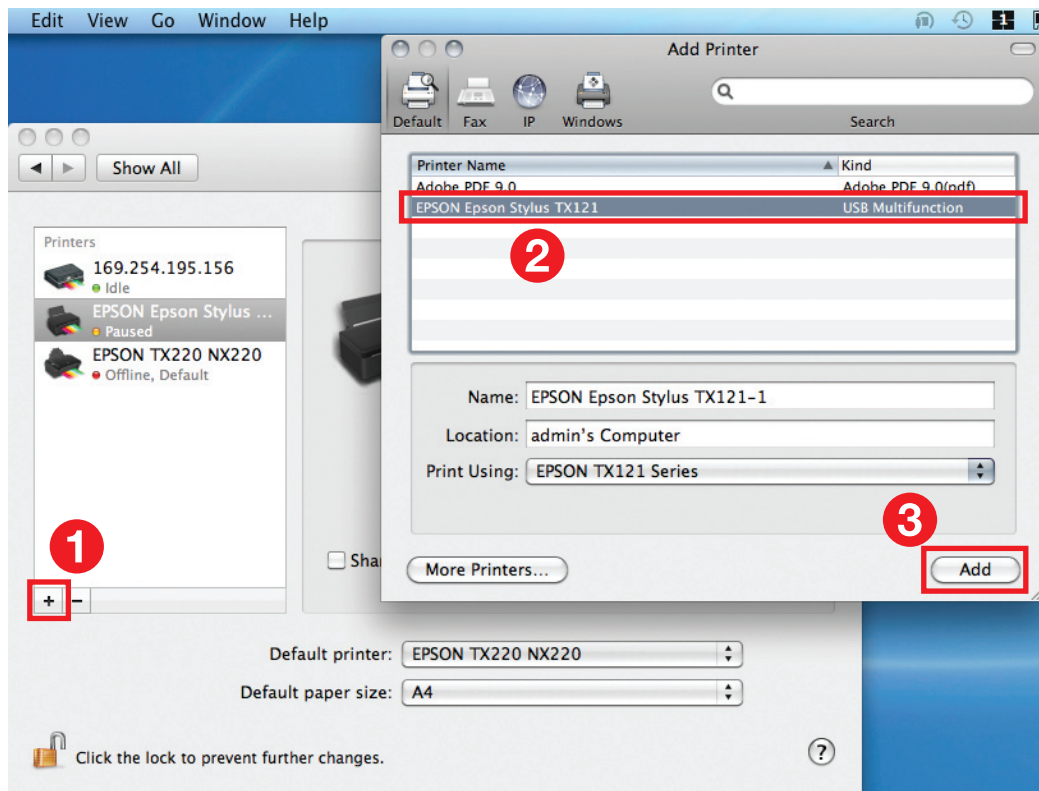 Edit View Go Window Help
1
Add Printer
Default Fax IP Windows
Search
Show All
Printer Name Kind
Adobe PDF 9.0 Adobe PDF 9.0(pdf)
EPSON Epson Stylus TX121 USB Multifunction
2
Printers
169.254.195.156
Idle
EPSON Epson Stylus ...
Paused
EPSON TX220 NX220
Offline, Default
Name: EPSON Epson Stylus TX121-1
Location: admin's Computer
Print Using: EPSON TX121 Series
3
1
Shar
More Printers...
Add
+ −
Default printer: EPSON TX220 NX220
Default paper size: A4
Click the lock to prevent further changes.
?